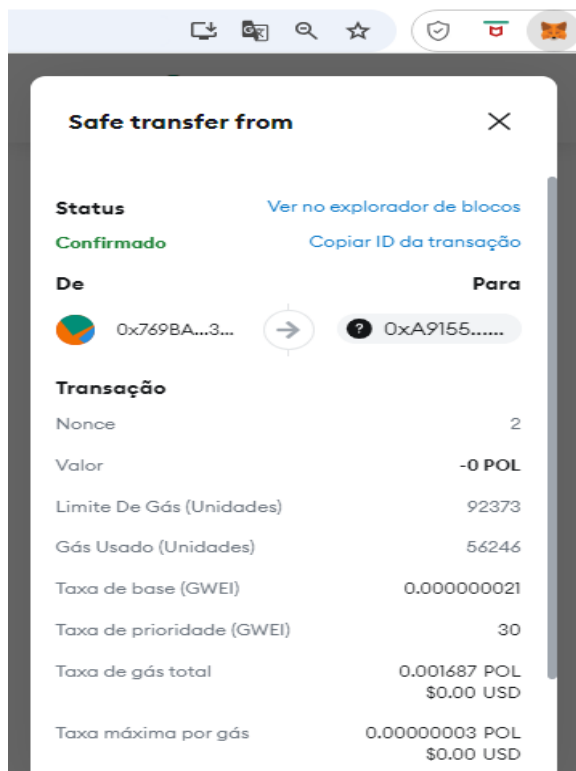 Safe transfer from
Status Ver no explorador de blocos
Confirmado Copiar ID da transação
De Para
0x769BA...3... 0xA9155......
Transação
Nonce 2
Valor -0 POL
Limite De Gás (Unidades) 92373
Gás Usado (Unidades) 56246
Taxa de base (GWEI) 0.000000021
Taxa de prioridade (GWEI) 30
Taxa de gás total 0.001687 POL
$0.00 USD
Taxa máxima por gás 0.00000003 POL
$0.00 USD